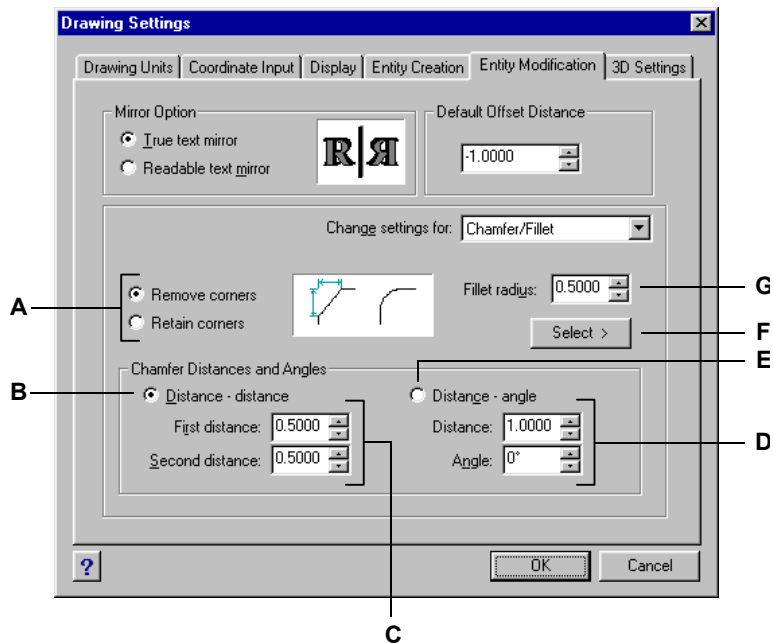 Drawing Settings
Drawing Units Coordinate Input Display Entity Creation Entity Modification 3D Settings
Mirror Option
True text mirror
Readable text mirror
R R
Default Offset Distance
-1.0000
Change settings for: Chamfer/Fillet
A
Remove corners
Retain corners
Fillet radius: 0.5000
G
Select >
F
E
Chamfer Distances and Angles
B
Distance - distance
First distance: 0.5000
Second distance: 0.5000
Distance - angle
Distance: 1.0000
Angle: 0°
D
? OK Cancel
C